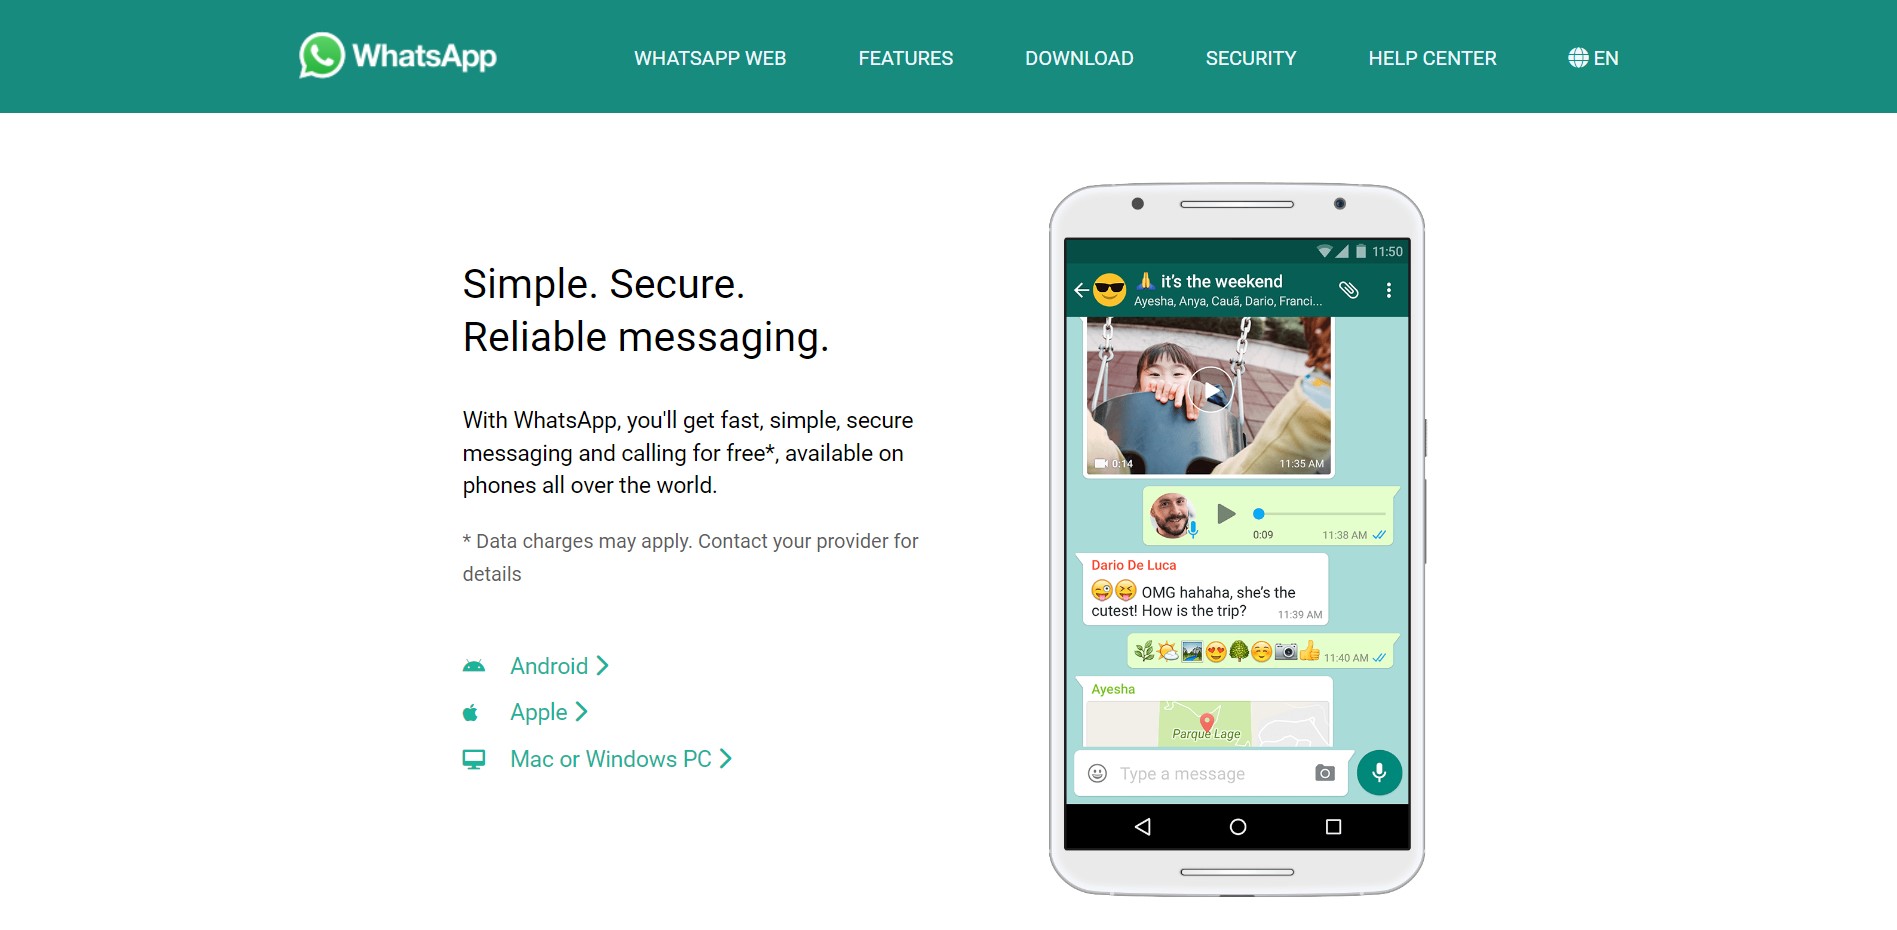 WhatsApp
WHATSAPP WEB
FEATURES
DOWNLOAD
SECURITY
HELP CENTER
EN
Simple. Secure.
Reliable messaging.
With WhatsApp, you'll get fast, simple, secure
messaging and calling for free*, available on
phones all over the world.
* Data charges may apply. Contact your provider for
details
Android
Apple
Mac or Windows PC
11:50
🙏 it's the weekend
Ayesha, Anya, Cauã, Dario, Franci...
0:14
11:35 AM
0:09
11:38 AM
Dario De Luca
😜😝 OMG hahaha, she's the
cutest! How is the trip?
11:39 AM
🌿🌤🏞😍🌳☺📷👍 11:40 AM
Ayesha
Parque Lage
Type a message